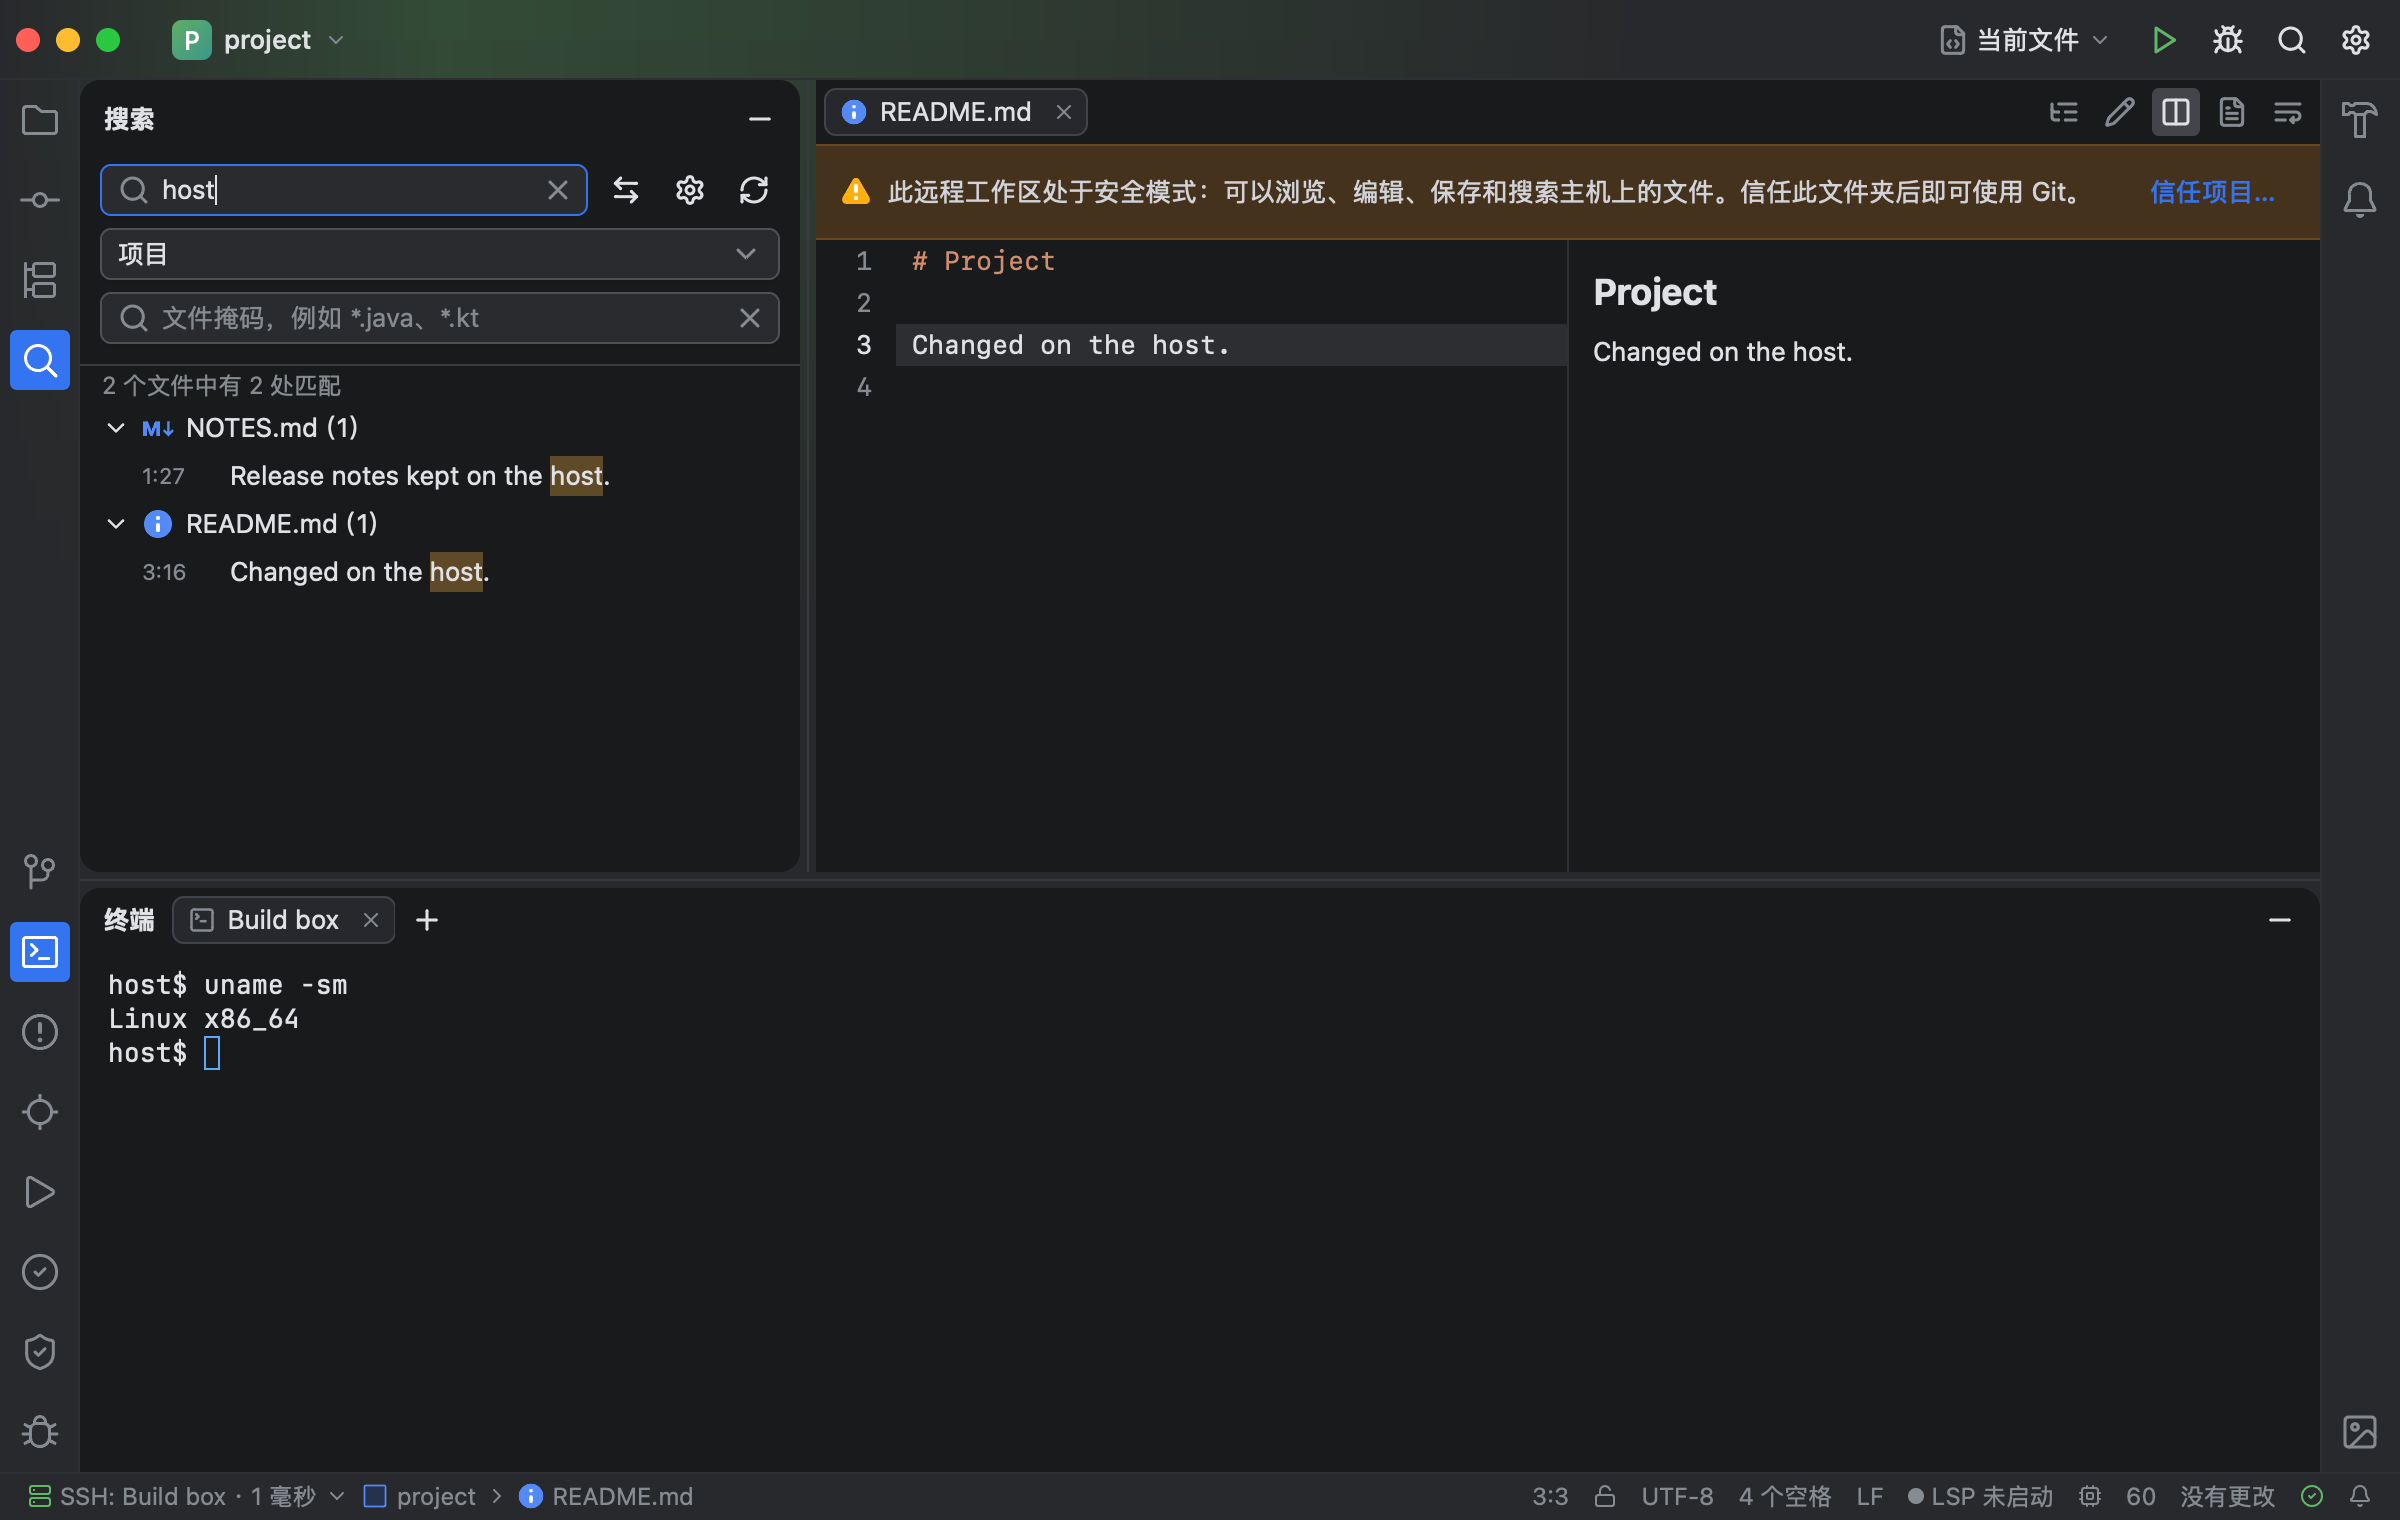 P project
当前文件
搜索
host
项目
文件掩码，例如 *.java、*.kt
2 个文件中有 2 处匹配
M↓ NOTES.md (1)
1:27 Release notes kept on the host.
README.md (1)
3:16 Changed on the host.
README.md
此远程工作区处于安全模式：可以浏览、编辑、保存和搜索主机上的文件。信任此文件夹后即可使用 Git。 信任项目...
1 # Project
2
3 Changed on the host.
4
Project
Changed on the host.
终端 Build box
host$ uname -sm
Linux x86_64
host$
SSH: Build box · 1 毫秒 project README.md 3:3 UTF-8 4 个空格 LF LSP 未启动 60 没有更改